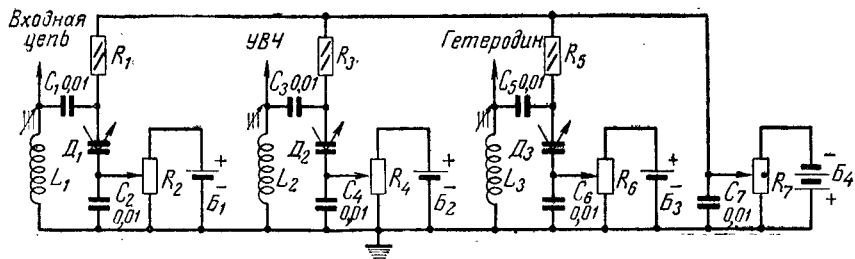 Входная цепь
УВЧ
Гетеродин
R1
R3
R5
C1 0,01
C3 0,01
C5 0,01
Д1
Д2
Д3
L1
L2
L3
R2
R4
R6
R7
C2 0,01
C4 0,01
C6 0,01
C7 0,01
+
−
Б1
+
−
Б2
+
−
Б3
−
+
Б4